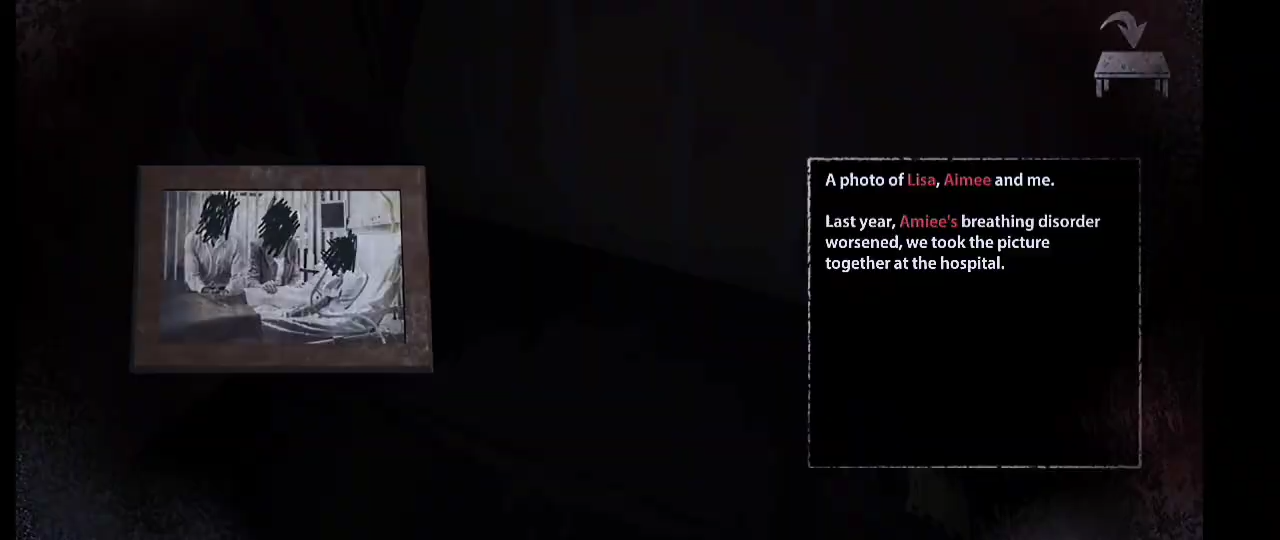 A photo of Lisa, Aimee and me.
Last year, Amiee's breathing disorder
worsened, we took the picture
together at the hospital.